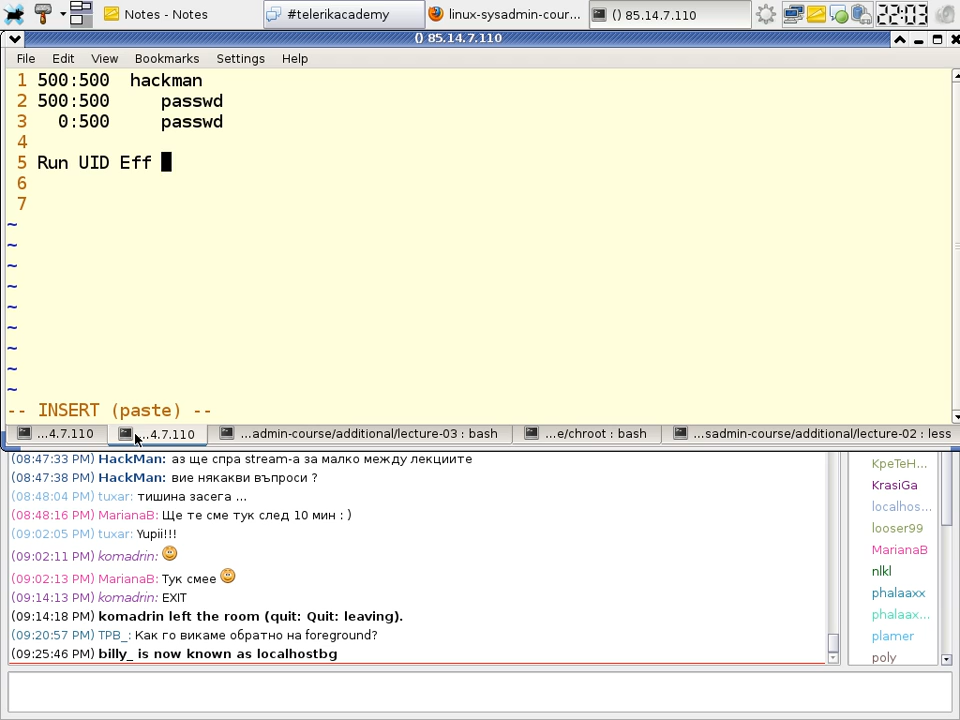 Notes - Notes
#telerikacademy
linux-sysadmin-cour...
() 85.14.7.110
22:03
() 85.14.7.110
File Edit View Bookmarks Settings Help
1 500:500  hackman
2 500:500     passwd
3   0:500     passwd
4
5 Run UID Eff
6
7
~
~
~
~
~
~
~
~
~
-- INSERT (paste) --
...4.7.110
...4.7.110
...admin-course/additional/lecture-03 : bash
...e/chroot : bash
...sadmin-course/additional/lecture-02 : less
(08:47:33 PM) HackMan: аз ще спра stream-а за малко между лекциите
(08:47:38 PM) HackMan: вие някакви въпроси ?
(08:48:04 PM) tuxar: тишина засега ...
(08:48:16 PM) MarianaB: Ще те сме тук след 10 мин : )
(09:02:05 PM) tuxar: Yupii!!!
(09:02:11 PM) komadrin:
(09:02:13 PM) MarianaB: Тук смее
(09:14:13 PM) komadrin: EXIT
(09:14:18 PM) komadrin left the room (quit: Quit: leaving).
(09:20:57 PM) TPB_: Как го викаме обратно на foreground?
(09:25:46 PM) billy_ is now known as localhostbg
KpeTeH...
KrasiGa
localhos...
looser99
MarianaB
nlkl
phalaaxx
phalaax...
plamer
poly